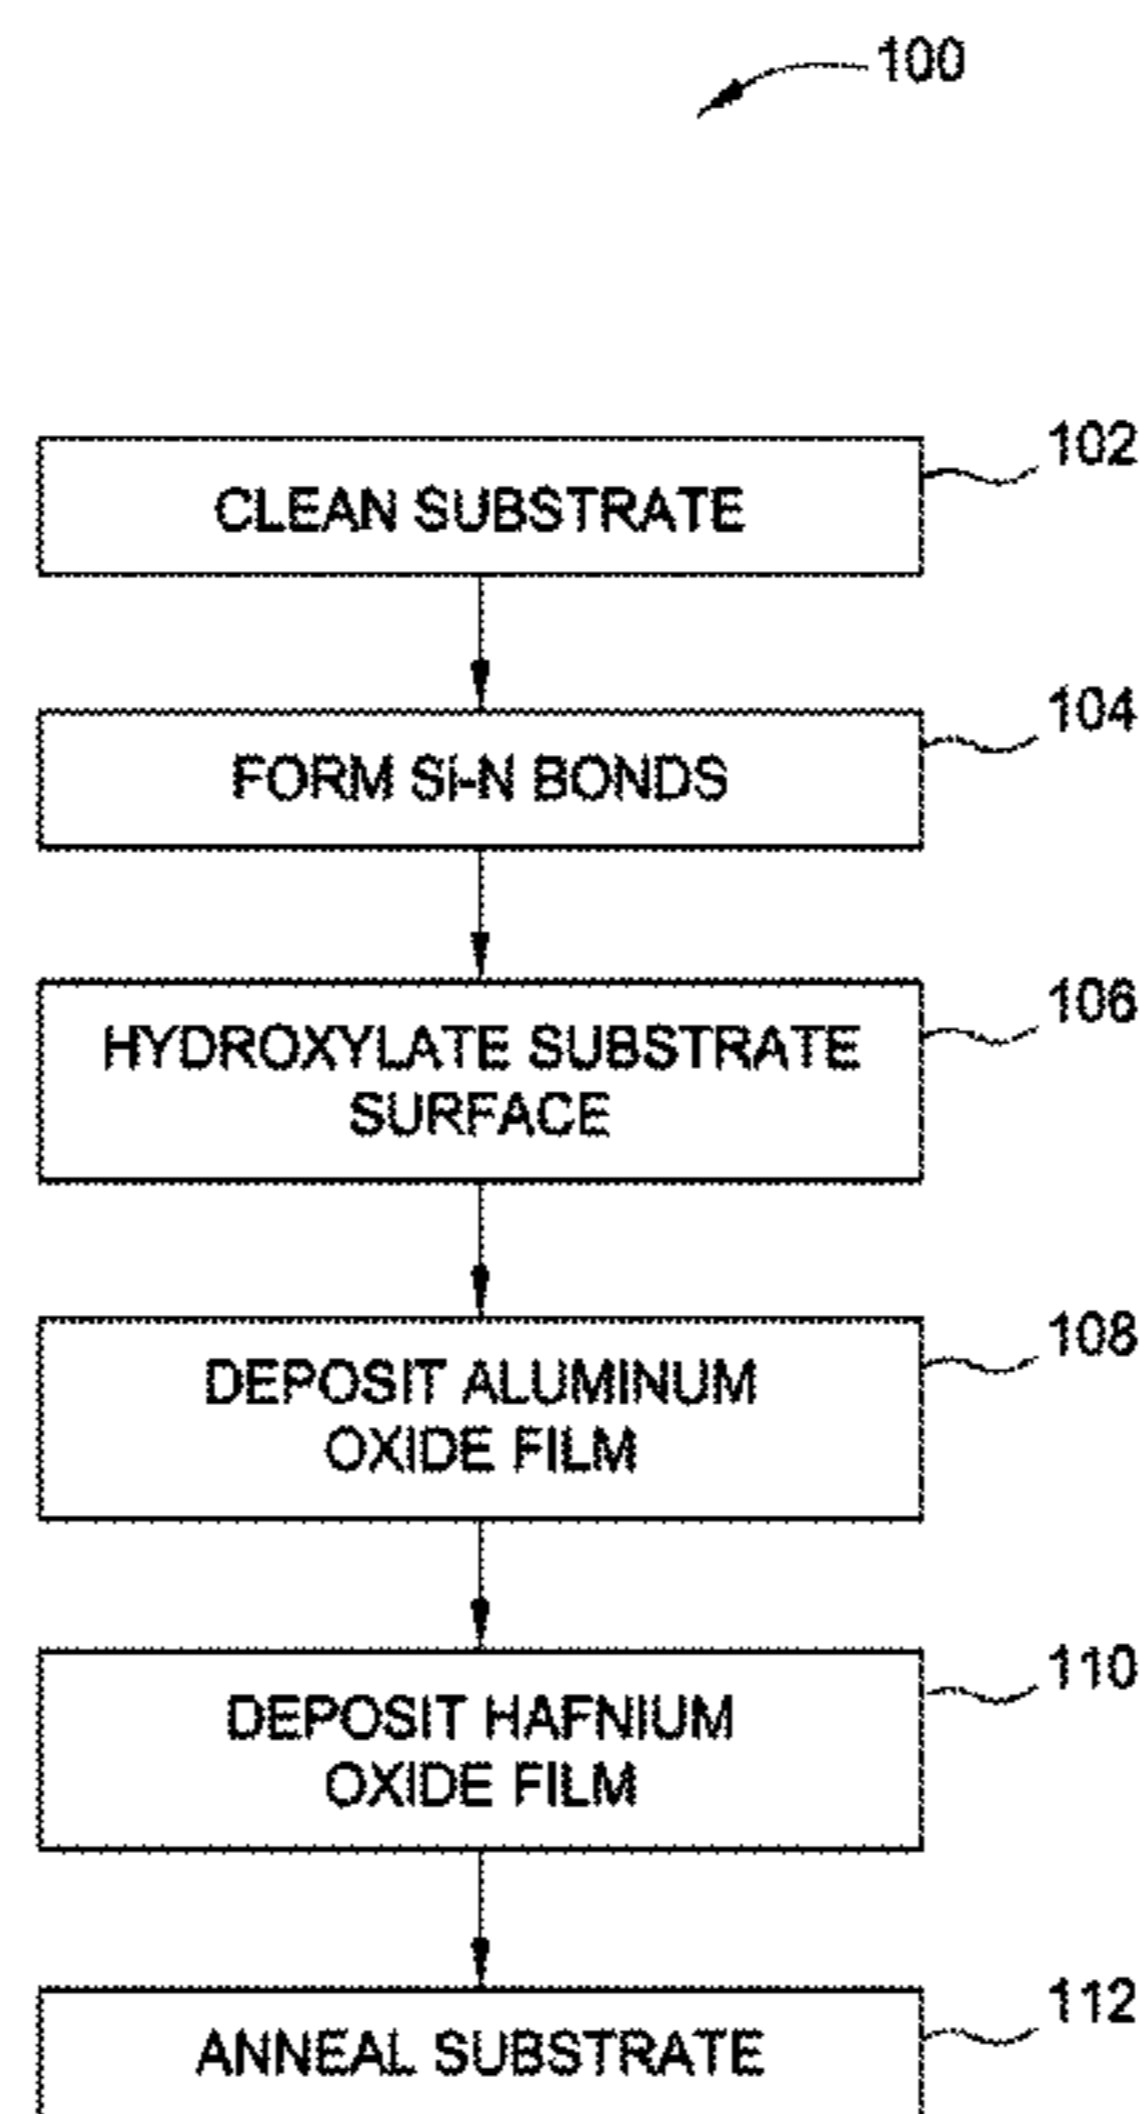 100
102
CLEAN SUBSTRATE
104
FORM Si-N BONDS
106
HYDROXYLATE SUBSTRATE
SURFACE
108
DEPOSIT ALUMINUM
OXIDE FILM
110
DEPOSIT HAFNIUM
OXIDE FILM
112
ANNEAL SUBSTRATE